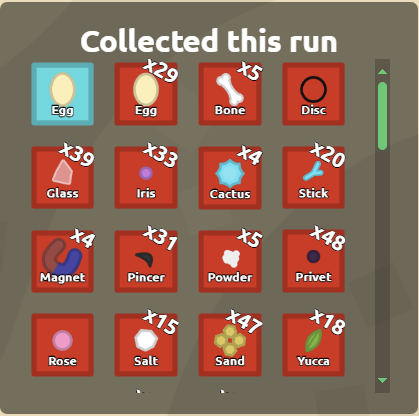 Collected this run
Egg
x29
Egg
x5
Bone
Disc
x39
Glass
x33
Iris
x4
Cactus
x20
Stick
x4
Magnet
x31
Pincer
x5
Powder
x48
Privet
Rose
x15
Salt
x47
Sand
x18
Yucca